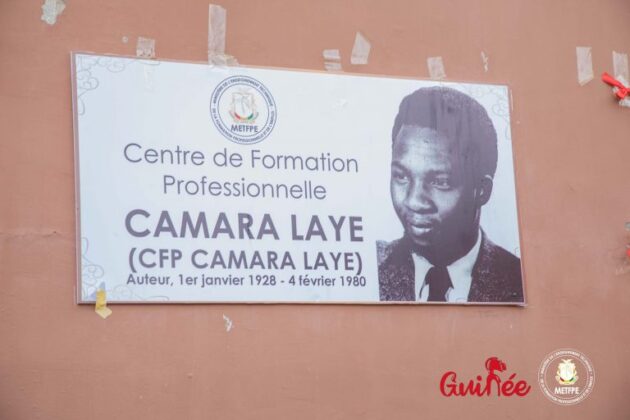 METFPE
Centre de Formation
Professionnelle
CAMARA LAYE
(CFP CAMARA LAYE)
Auteur, 1er janvier 1928 - 4 février 1980
Guinée
METFPE